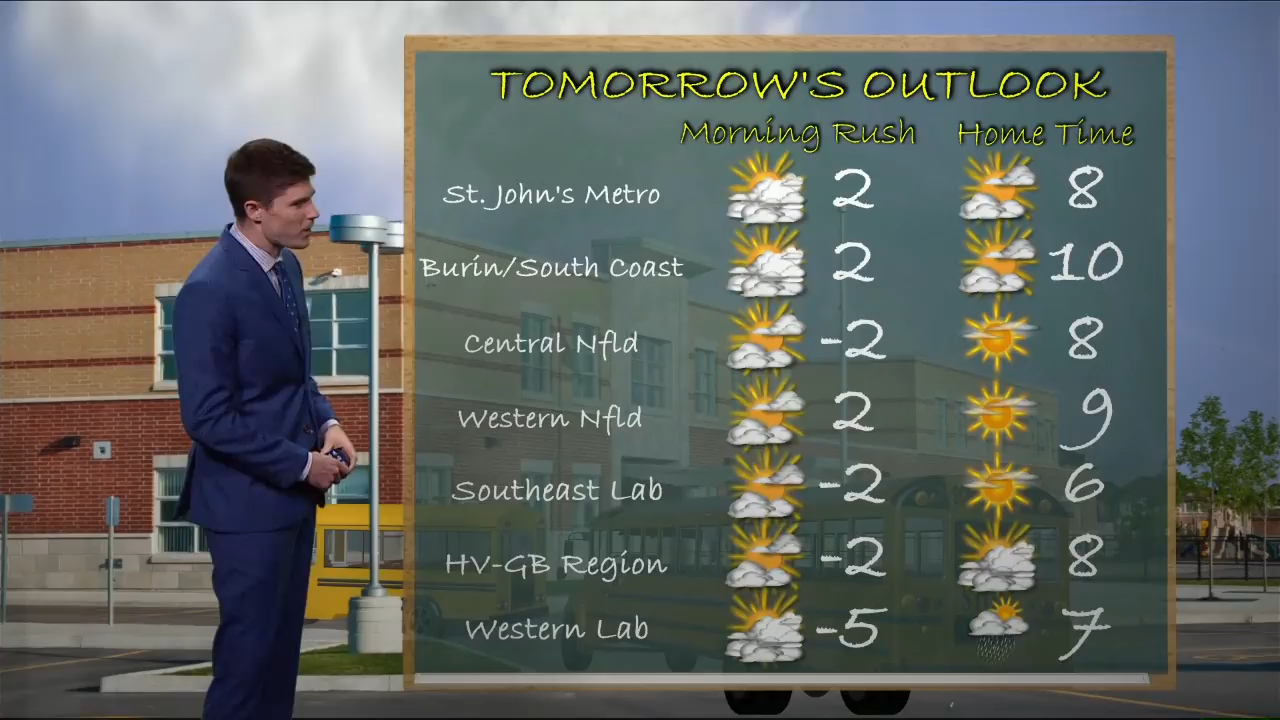 TOMORROW'S OUTLOOK
Morning Rush Home Time
St. John's Metro 2 8
Burin/South Coast 2 10
Central Nfld -2 8
Western Nfld 2 9
Southeast Lab -2 6
HV-GB Region -2 8
Western Lab -5 7